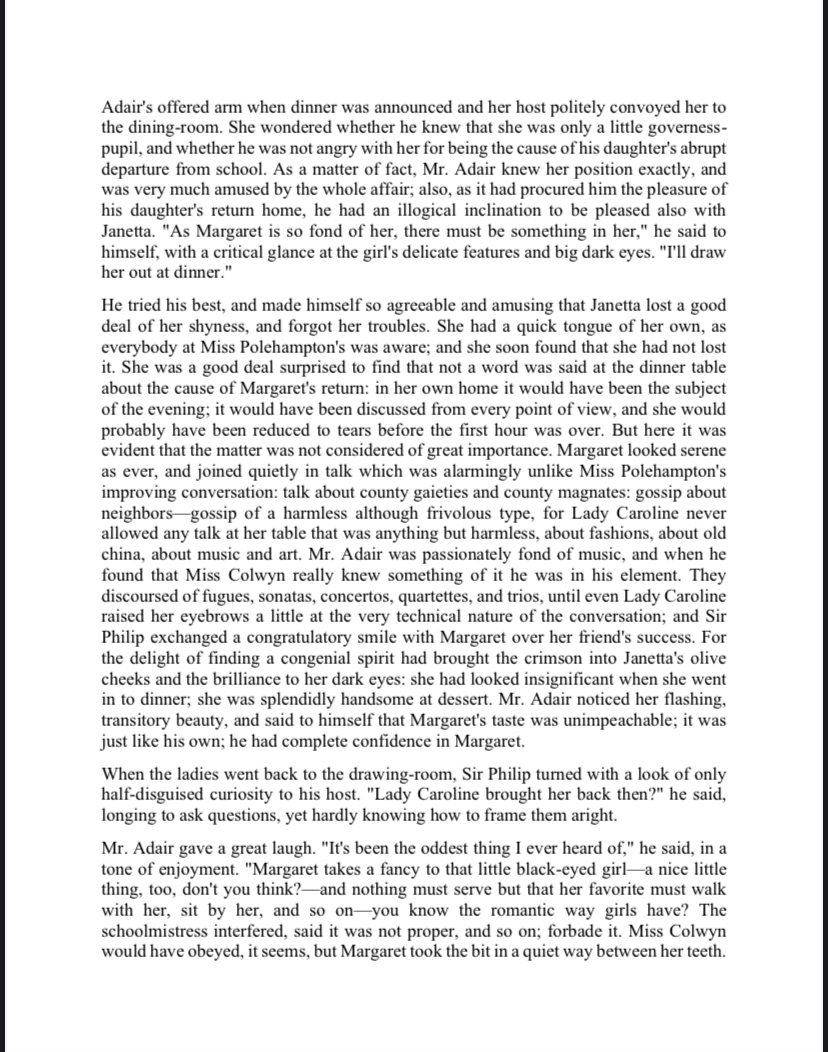 Adair's offered arm when dinner was announced and her host politely convoyed her to
the dining-room. She wondered whether he knew that she was only a little governess-
pupil, and whether he was not angry with her for being the cause of his daughter's abrupt
departure from school. As a matter of fact, Mr. Adair knew her position exactly, and
was very much amused by the whole affair; also, as it had procured him the pleasure of
his daughter's return home, he had an illogical inclination to be pleased also with
Janetta. "As Margaret is so fond of her, there must be something in her," he said to
himself, with a critical glance at the girl's delicate features and big dark eyes. "I'll draw
her out at dinner."
He tried his best, and made himself so agreeable and amusing that Janetta lost a good
deal of her shyness, and forgot her troubles. She had a quick tongue of her own, as
everybody at Miss Polehampton's was aware; and she soon found that she had not lost
it. She was a good deal surprised to find that not a word was said at the dinner table
about the cause of Margaret's return: in her own home it would have been the subject
of the evening; it would have been discussed from every point of view, and she would
probably have been reduced to tears before the first hour was over. But here it was
evident that the matter was not considered of great importance. Margaret looked serene
as ever, and joined quietly in talk which was alarmingly unlike Miss Polehampton's
improving conversation: talk about county gaieties and county magnates: gossip about
neighbors—gossip of a harmless although frivolous type, for Lady Caroline never
allowed any talk at her table that was anything but harmless, about fashions, about old
china, about music and art. Mr. Adair was passionately fond of music, and when he
found that Miss Colwyn really knew something of it he was in his element. They
discoursed of fugues, sonatas, concertos, quartettes, and trios, until even Lady Caroline
raised her eyebrows a little at the very technical nature of the conversation; and Sir
Philip exchanged a congratulatory smile with Margaret over her friend's success. For
the delight of finding a congenial spirit had brought the crimson into Janetta's olive
cheeks and the brilliance to her dark eyes: she had looked insignificant when she went
in to dinner; she was splendidly handsome at dessert. Mr. Adair noticed her flashing,
transitory beauty, and said to himself that Margaret's taste was unimpeachable; it was
just like his own; he had complete confidence in Margaret.
When the ladies went back to the drawing-room, Sir Philip turned with a look of only
half-disguised curiosity to his host. "Lady Caroline brought her back then?" he said,
longing to ask questions, yet hardly knowing how to frame them aright.
Mr. Adair gave a great laugh. "It's been the oddest thing I ever heard of," he said, in a
tone of enjoyment. "Margaret takes a fancy to that little black-eyed girl—a nice little
thing, too, don't you think?—and nothing must serve but that her favorite must walk
with her, sit by her, and so on—you know the romantic way girls have? The
schoolmistress interfered, said it was not proper, and so on; forbade it. Miss Colwyn
would have obeyed, it seems, but Margaret took the bit in a quiet way between her teeth.